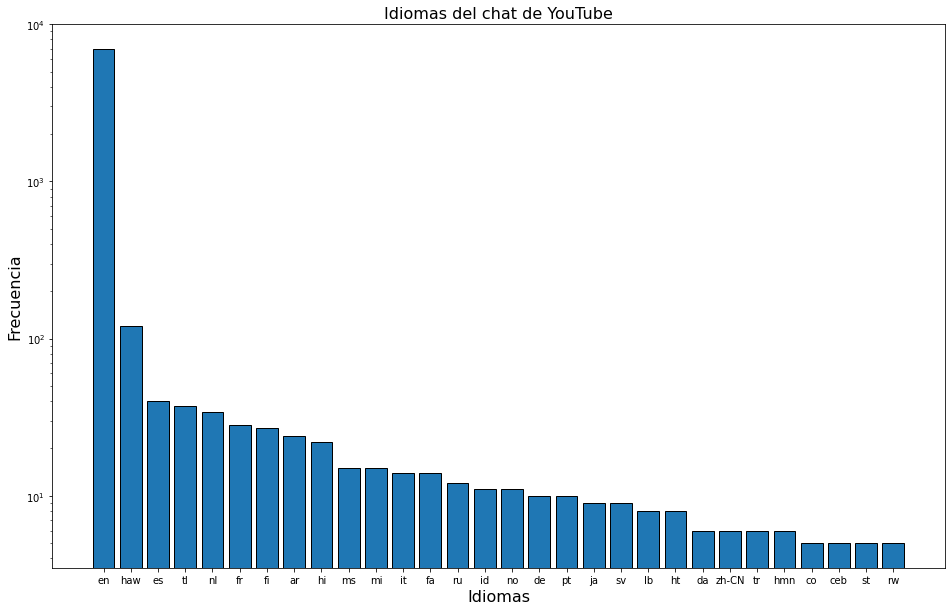 Idiomas del chat de YouTube
Frecuencia
10⁴
10³
10²
10¹
en haw es tl nl fr fi ar hi ms mi it fa ru id no de pt ja sv lb ht da zh-CN tr hmn co ceb st rw
Idiomas